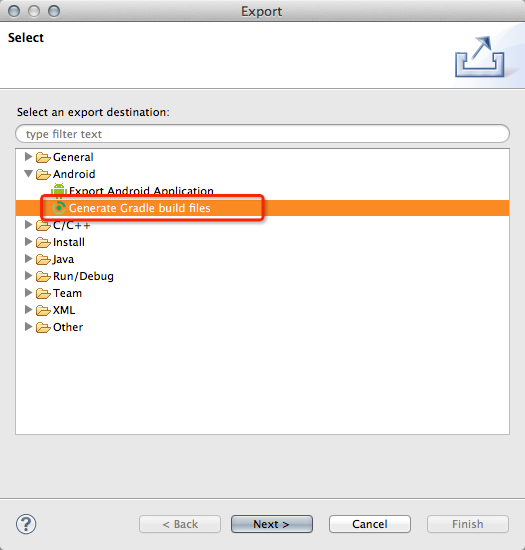 Export
Select
Select an export destination:
type filter text
General
Android
Export Android Application
Generate Gradle build files
C/C++
Install
Java
Run/Debug
Team
XML
Other
?
< Back
Next >
Cancel
Finish